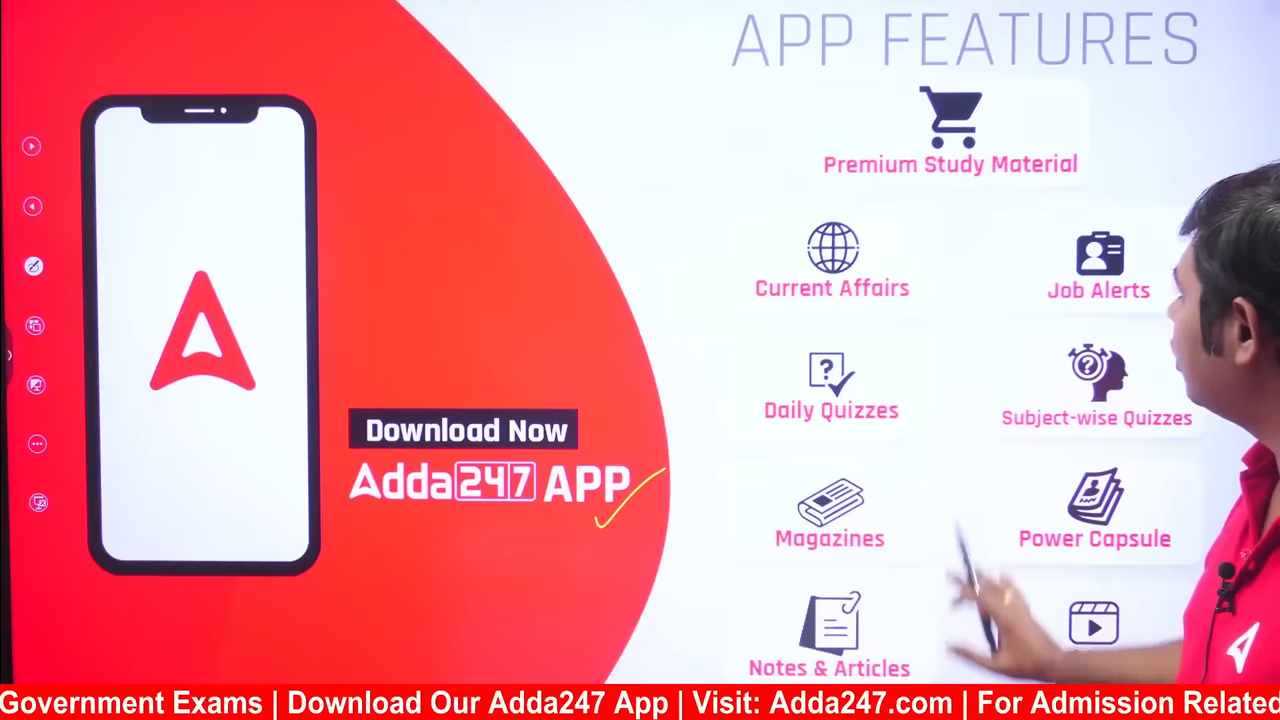 APP FEATURES
Premium Study Material
Current Affairs
Job Alerts
Daily Quizzes
Subject-wise Quizzes
Download Now
Adda247 APP
Magazines
Power Capsule
Notes & Articles
Government Exams | Download Our Adda247 App | Visit: Adda247.com | For Admission Related